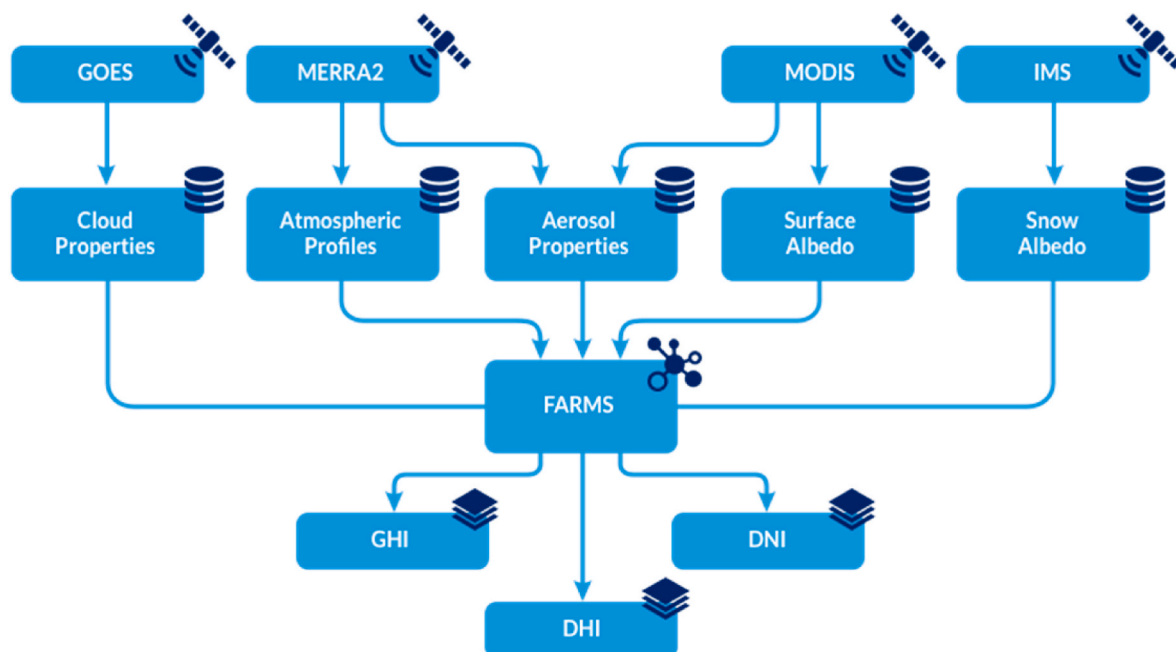 GOES
MERRA2
MODIS
IMS
Cloud
Properties
Atmospheric
Profiles
Aerosol
Properties
Surface
Albedo
Snow
Albedo
FARMS
GHI
DNI
DHI